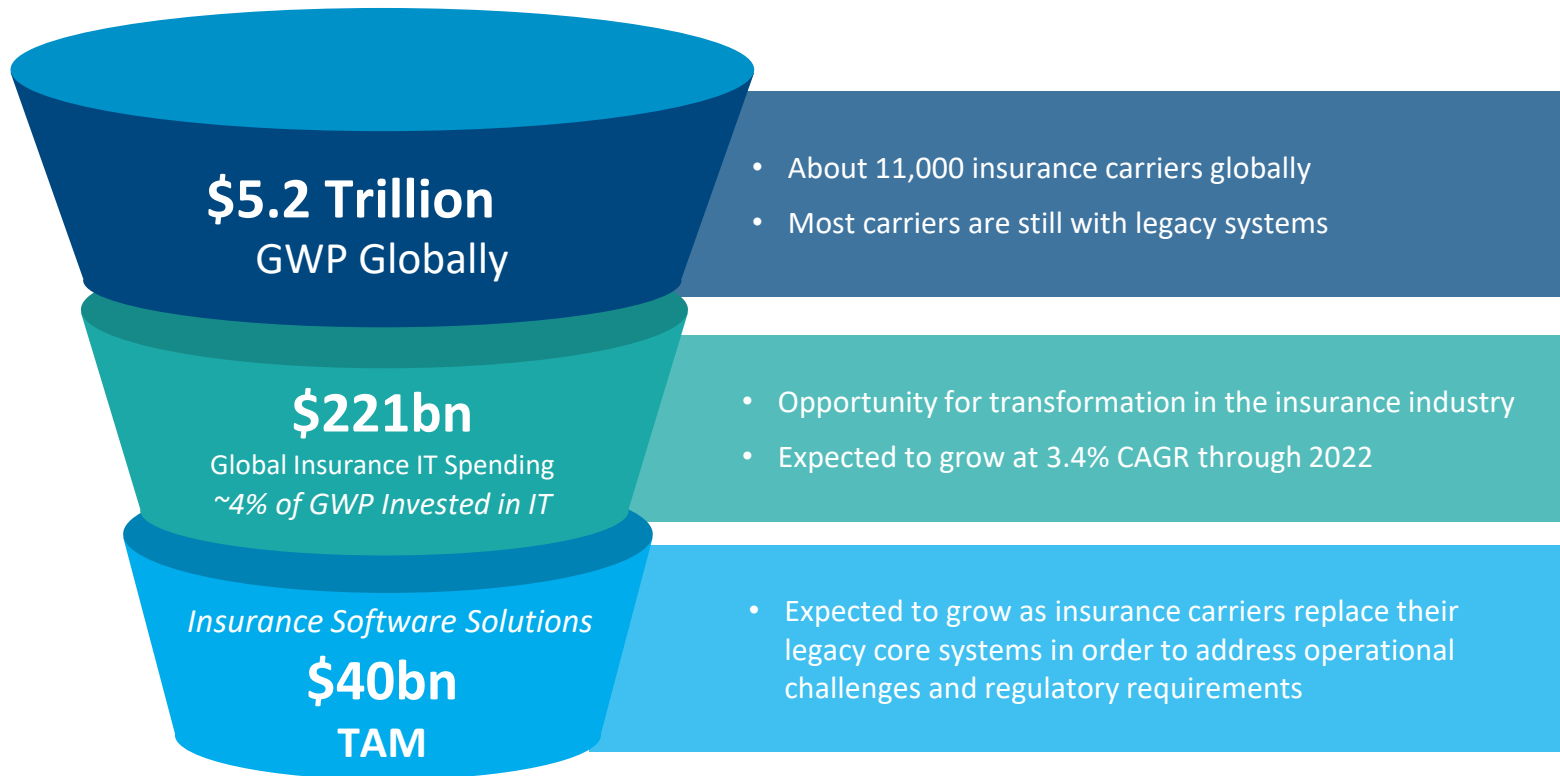 $5.2 Trillion
GWP Globally
• About 11,000 insurance carriers globally
• Most carriers are still with legacy systems
$221bn
Global Insurance IT Spending
~4% of GWP Invested in IT
• Opportunity for transformation in the insurance industry
• Expected to grow at 3.4% CAGR through 2022
Insurance Software Solutions
$40bn
TAM
• Expected to grow as insurance carriers replace their
legacy core systems in order to address operational
challenges and regulatory requirements